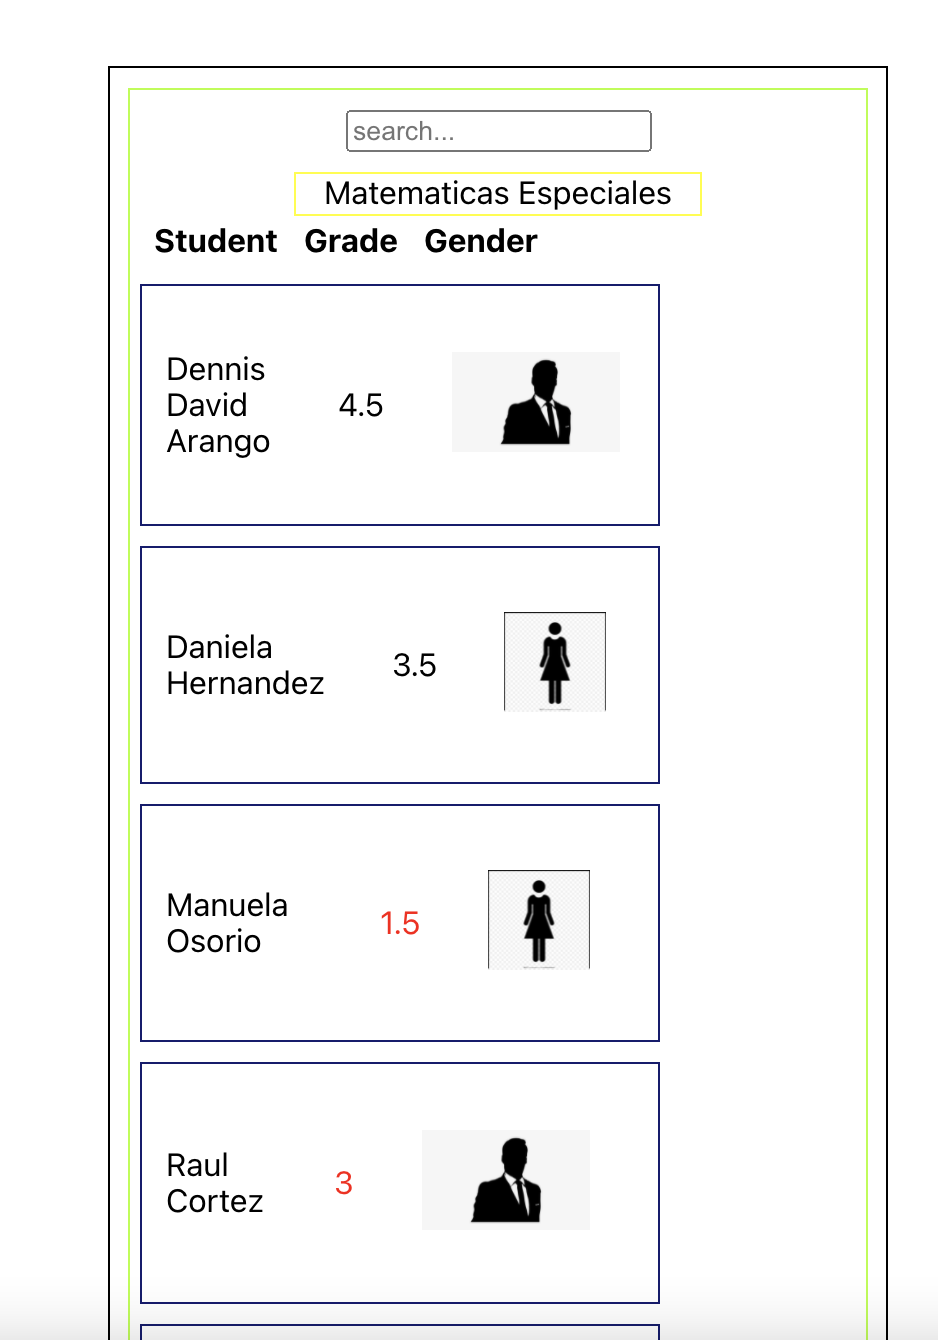 search...
Matematicas Especiales
Student Grade Gender
Dennis
David
Arango
4.5
Daniela
Hernandez
3.5
Manuela
Osorio
1.5
Raul
Cortez
3